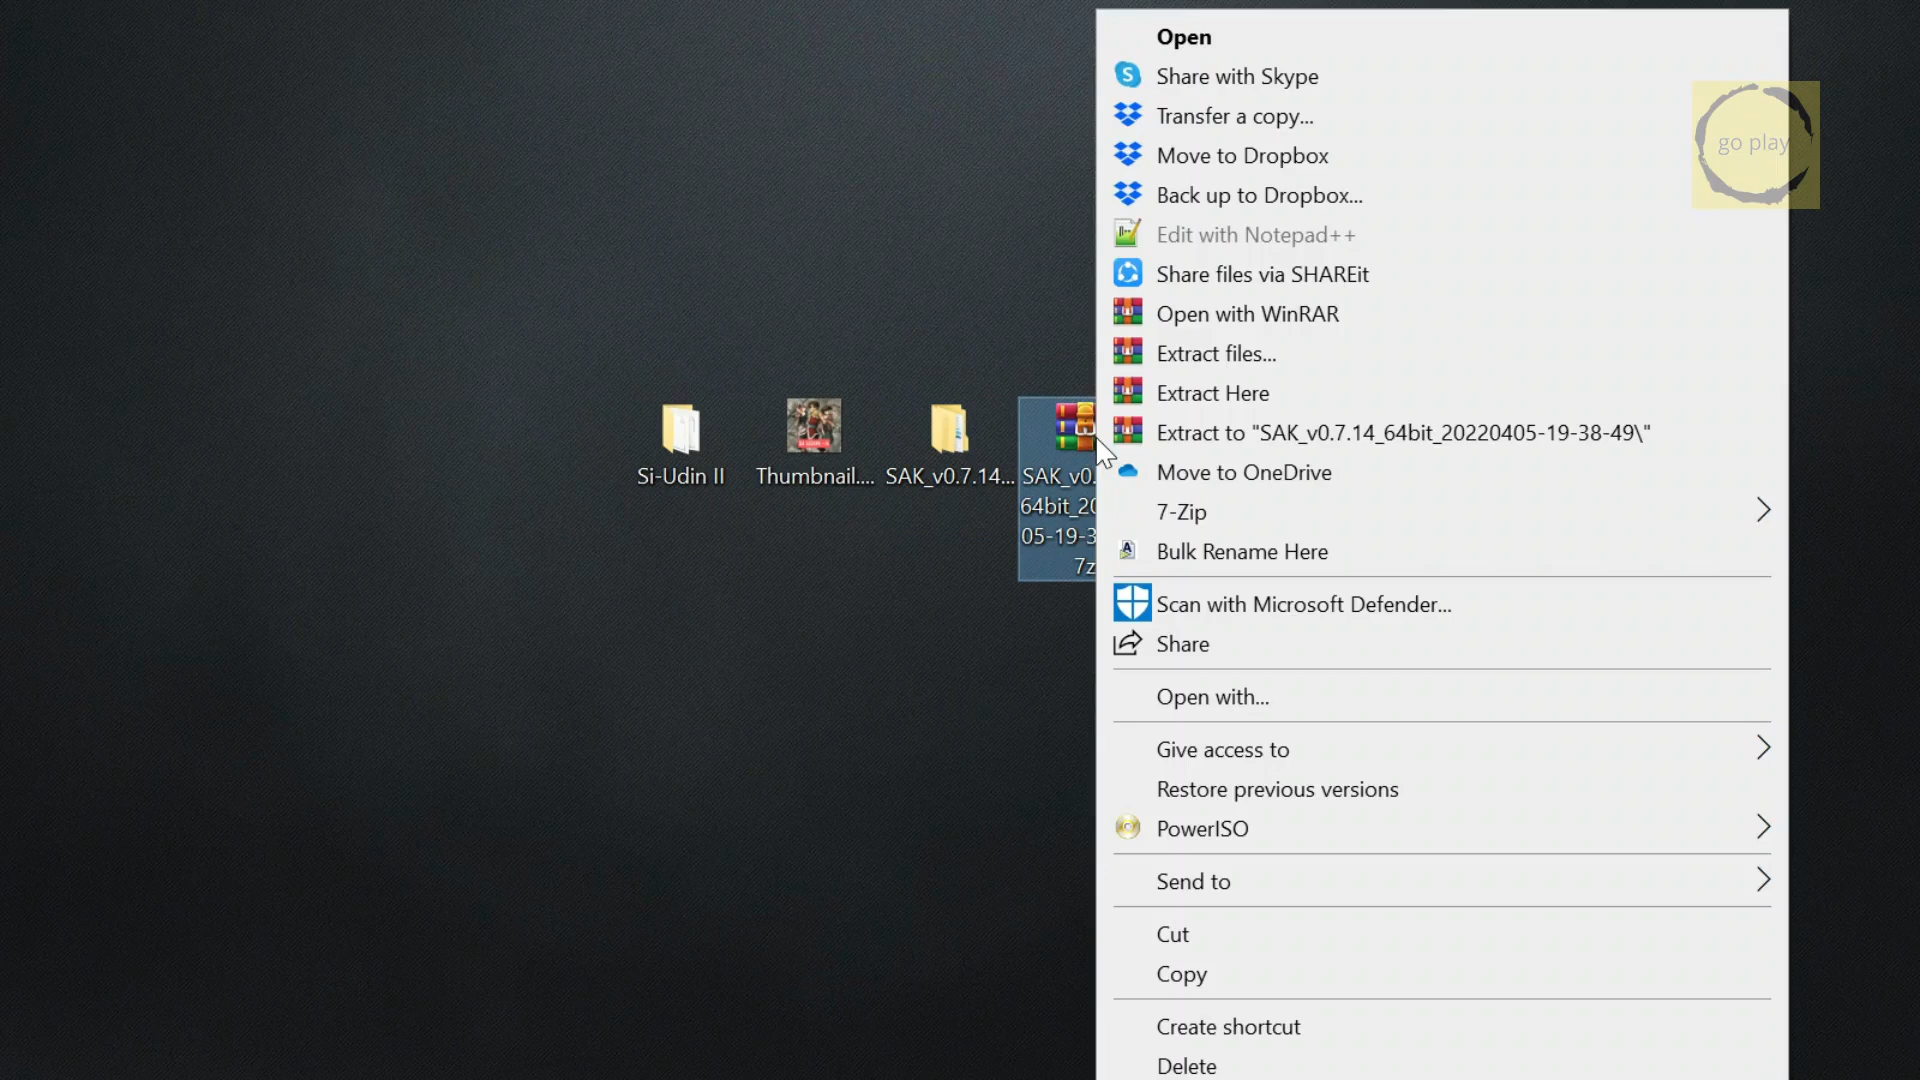 Open
Share with Skype
Transfer a copy...
Move to Dropbox
Back up to Dropbox...
Edit with Notepad++
Share files via SHAREit
Open with WinRAR
Extract files...
Extract Here
Extract to "SAK_v0.7.14_64bit_20220405-19-38-49\"
Move to OneDrive
7-Zip
Bulk Rename Here
Scan with Microsoft Defender...
Share
Open with...
Give access to
Restore previous versions
PowerISO
Send to
Cut
Copy
Create shortcut
Delete
go play
Si-Udin II
Thumbnail....
SAK_v0.7.14...
SAK_v0.
64bit_20
05-19-3
7z